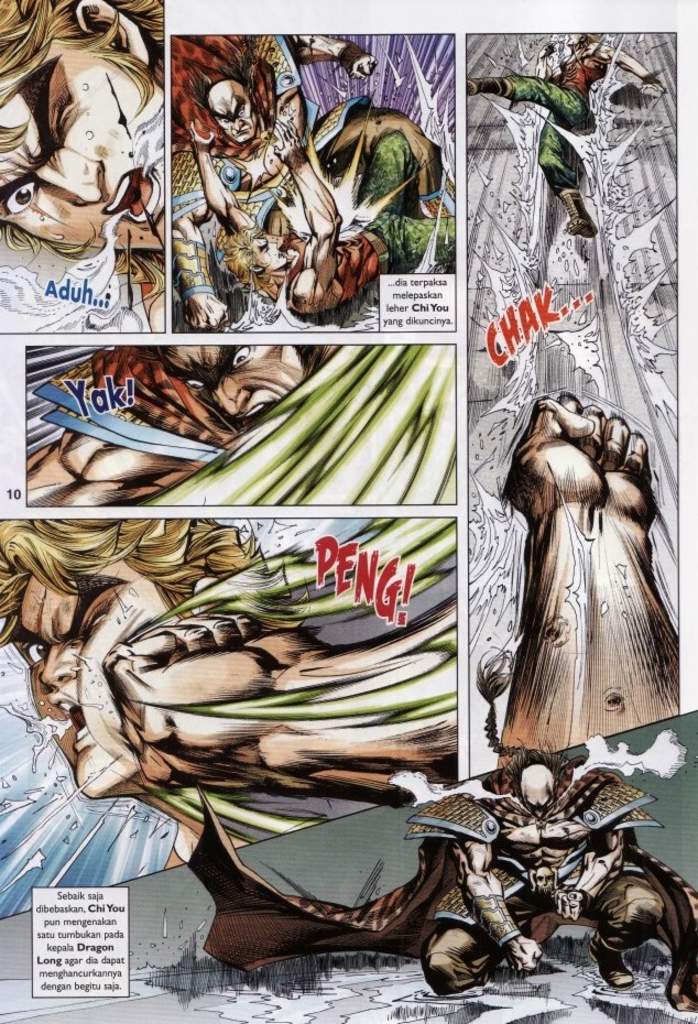 Aduh...
...dia terpaksa
melepaskan
leher Chi You
yang dikuncinya.
CHAK...
Yak!
10
PENG!
Sebaik saja
dibebaskan, Chi You
pun mengenakan
satu tumbukan pada
kepala Dragon
Long agar dia dapat
menghancurkannya
dengan begitu saja.